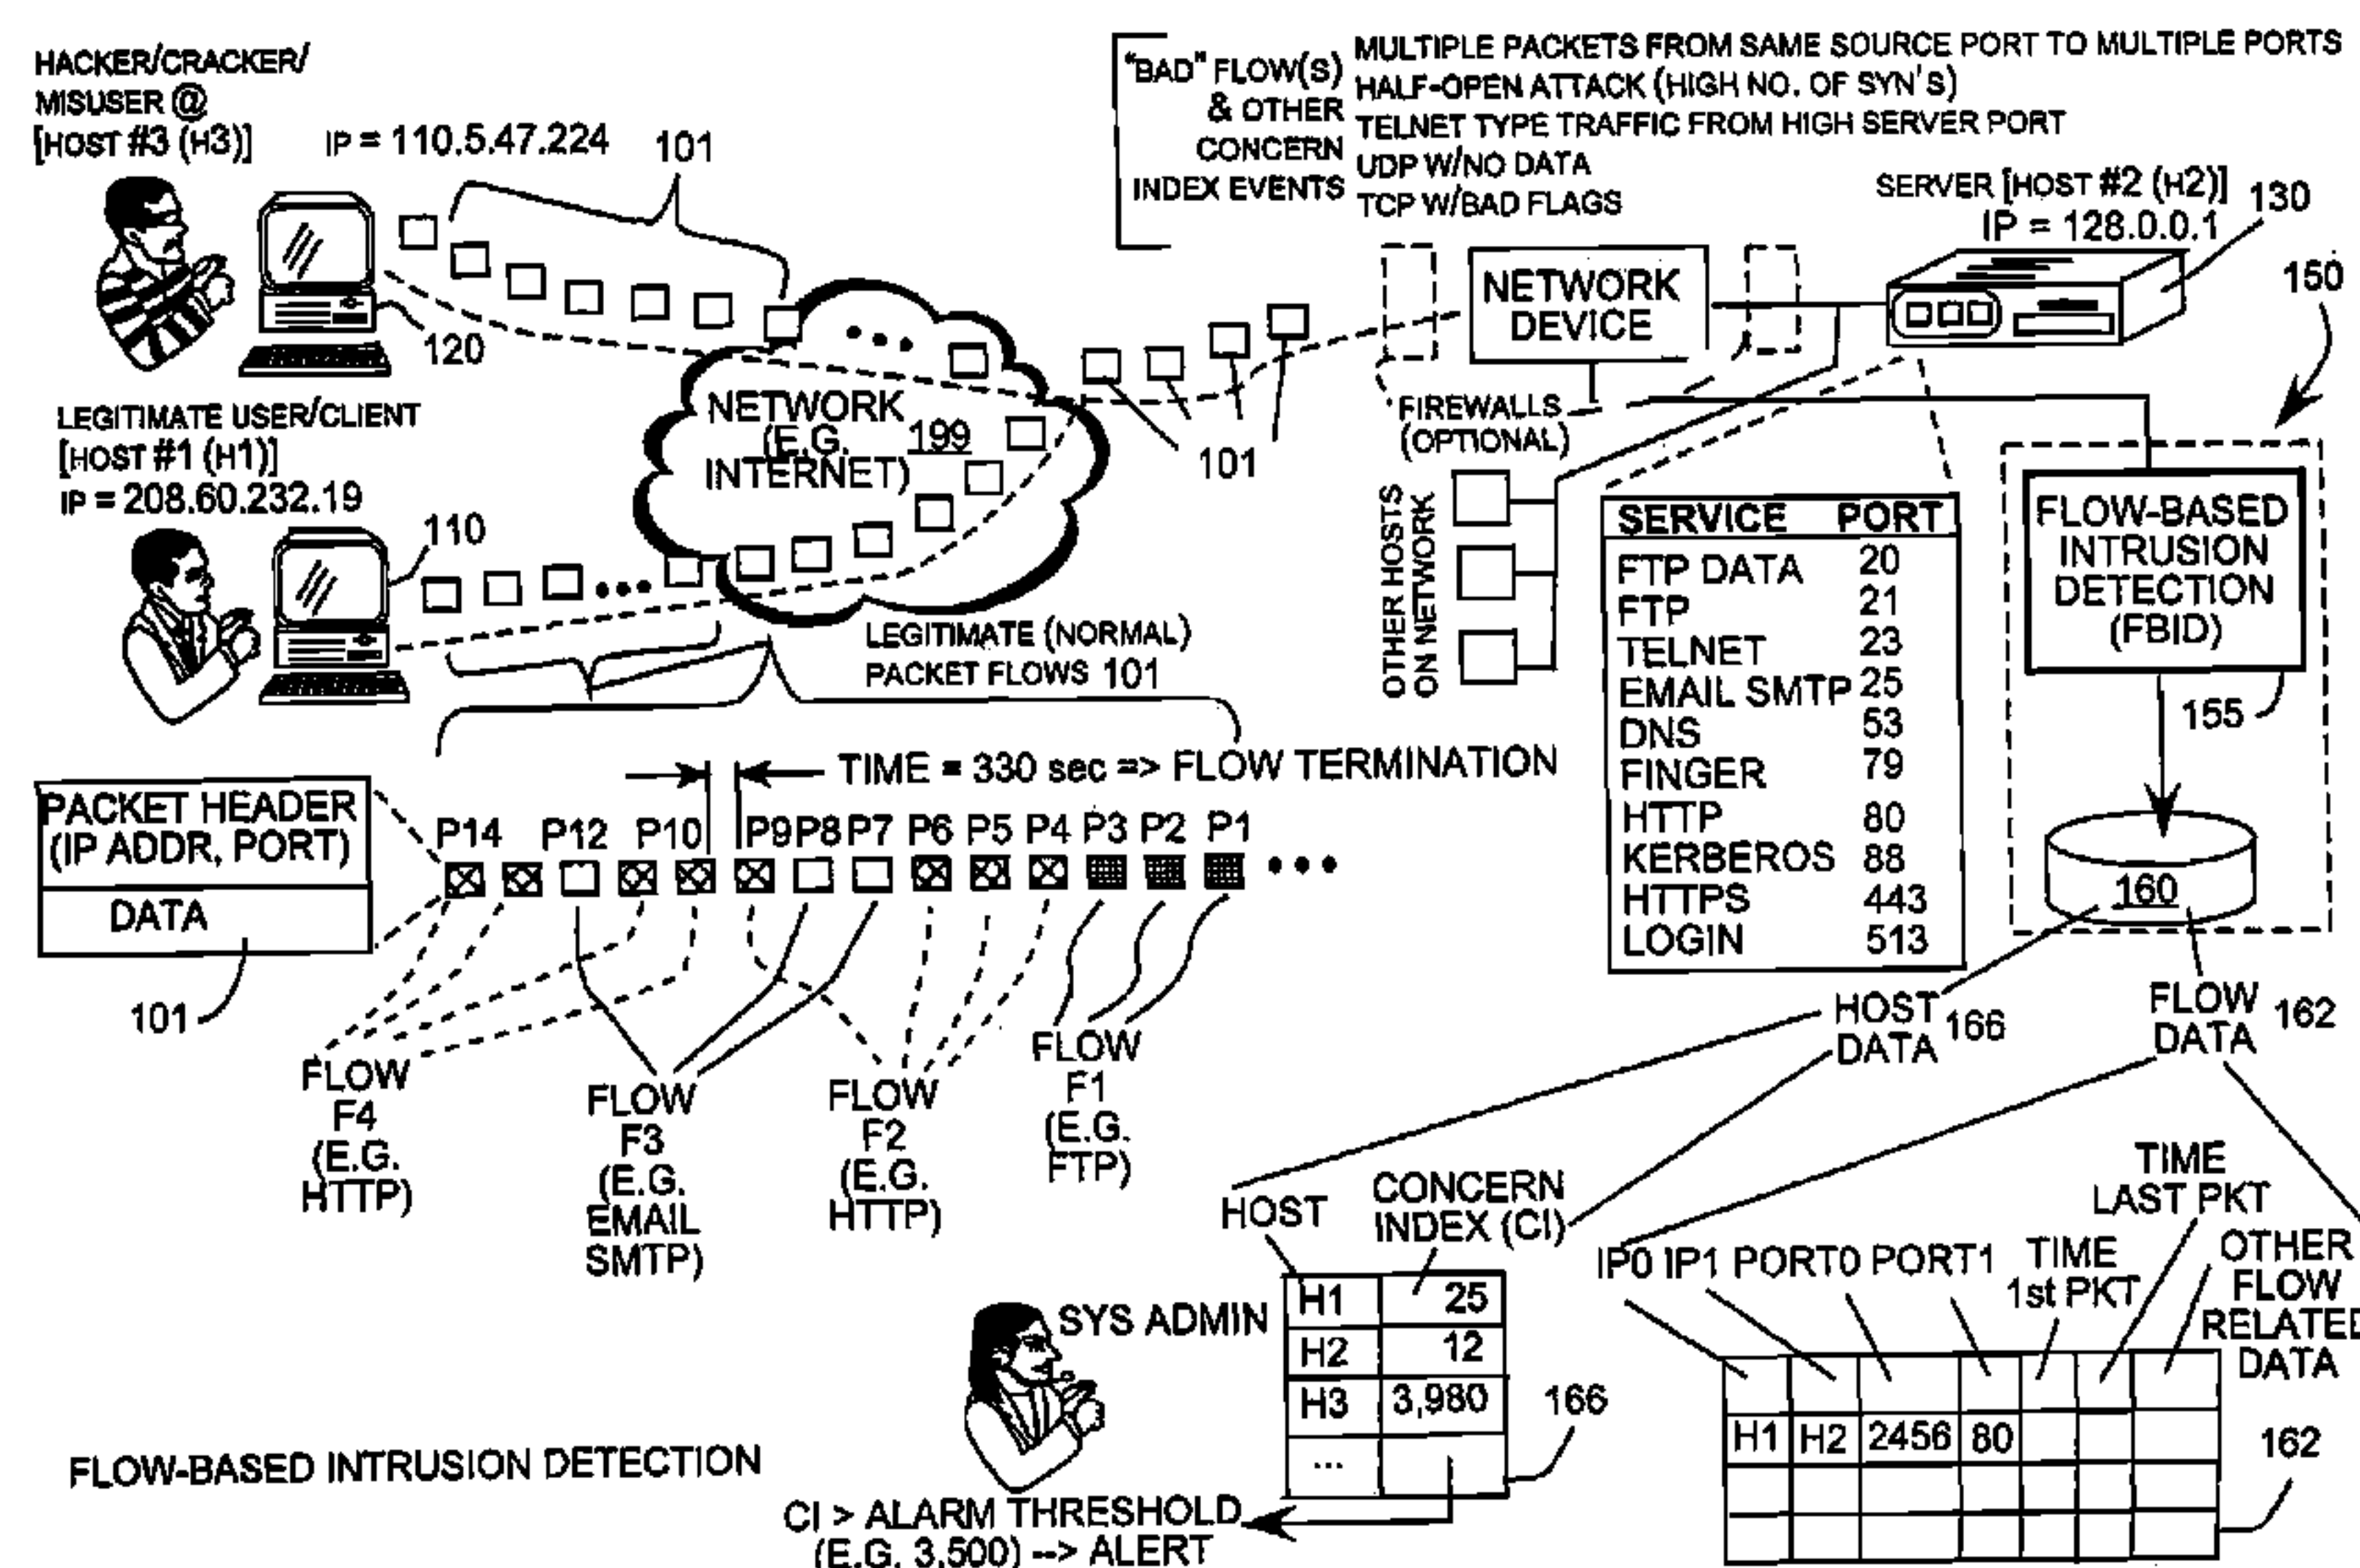 HACKER/CRACKER/
MISUSER @
[HOST #3 (H3)]
IP = 110.5.47.224
101
120
"BAD" FLOW(S)
& OTHER
CONCERN
INDEX EVENTS
MULTIPLE PACKETS FROM SAME SOURCE PORT TO MULTIPLE PORTS
HALF-OPEN ATTACK (HIGH NO. OF SYN'S)
TELNET TYPE TRAFFIC FROM HIGH SERVER PORT
UDP W/NO DATA
TCP W/BAD FLAGS
SERVER [HOST #2 (H2)]
IP = 128.0.0.1
130
150
NETWORK
DEVICE
FIREWALLS
(OPTIONAL)
101
NETWORK
(E.G. 199
INTERNET)
LEGITIMATE USER/CLIENT
[HOST #1 (H1)]
IP = 208.60.232.19
110
LEGITIMATE (NORMAL)
PACKET FLOWS 101
OTHER HOSTS
ON NETWORK
SERVICE PORT
FTP DATA 20
FTP 21
TELNET 23
EMAIL SMTP 25
DNS 53
FINGER 79
HTTP 80
KERBEROS 88
HTTPS 443
LOGIN 513
FLOW-BASED
INTRUSION
DETECTION
(FBID)
155
160
TIME = 330 sec => FLOW TERMINATION
PACKET HEADER
(IP ADDR, PORT)
DATA
101
P14 P12 P10 P9 P8 P7 P6 P5 P4 P3 P2 P1
FLOW
F4
(E.G.
HTTP)
FLOW
F3
(E.G.
EMAIL
SMTP)
FLOW
F2
(E.G.
HTTP)
FLOW
F1
(E.G.
FTP)
HOST
DATA 166
FLOW
DATA 162
HOST
CONCERN
INDEX (CI)
H1 25
H2 12
H3 3,980
...
166
SYS ADMIN
CI > ALARM THRESHOLD
(E.G. 3,500) --> ALERT
IP0 IP1 PORT0 PORT1
TIME
1st PKT
TIME
LAST PKT
OTHER
FLOW
RELATED
DATA
H1 H2 2456 80
162
FLOW-BASED INTRUSION DETECTION